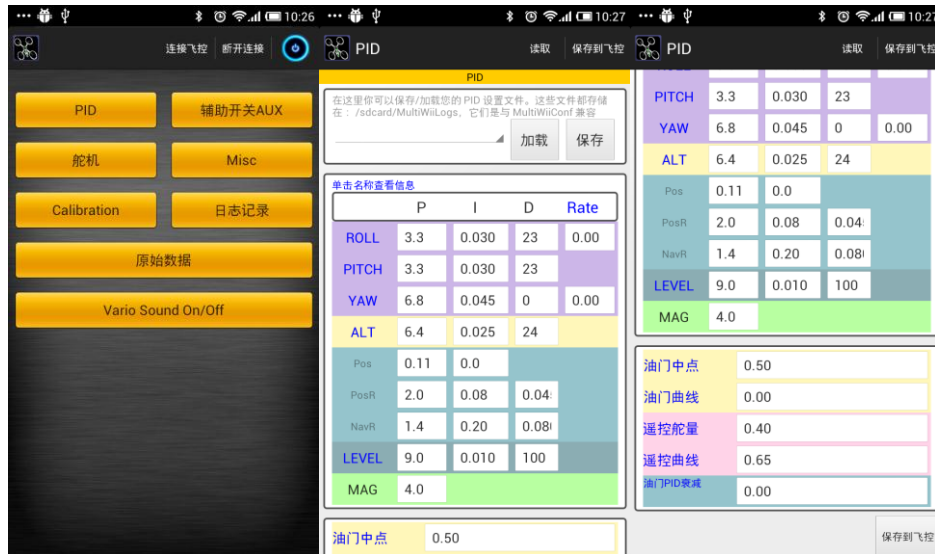 10:26
连接飞控 断开连接
PID 辅助开关AUX
舵机 Misc
Calibration 日志记录
原始数据
Vario Sound On/Off
10:27
PID 读取 保存到飞控
PID
在这里你可以保存/加载您的 PID 设置文件。这些文件都存储
在：/sdcard/MultiWiiLogs，它们是与 MultiWiiConf 兼容
加载 保存
单击名称查看信息
P I D Rate
ROLL 3.3 0.030 23 0.00
PITCH 3.3 0.030 23
YAW 6.8 0.045 0 0.00
ALT 6.4 0.025 24
Pos 0.11 0.0
PosR 2.0 0.08 0.04
NavR 1.4 0.20 0.08
LEVEL 9.0 0.010 100
MAG 4.0
油门中点 0.50
10:27
PID 读取 保存到飞控
PITCH 3.3 0.030 23
YAW 6.8 0.045 0 0.00
ALT 6.4 0.025 24
Pos 0.11 0.0
PosR 2.0 0.08 0.04
NavR 1.4 0.20 0.08
LEVEL 9.0 0.010 100
MAG 4.0
油门中点 0.50
油门曲线 0.00
遥控舵量 0.40
遥控曲线 0.65
油门PID衰减 0.00
保存到飞控